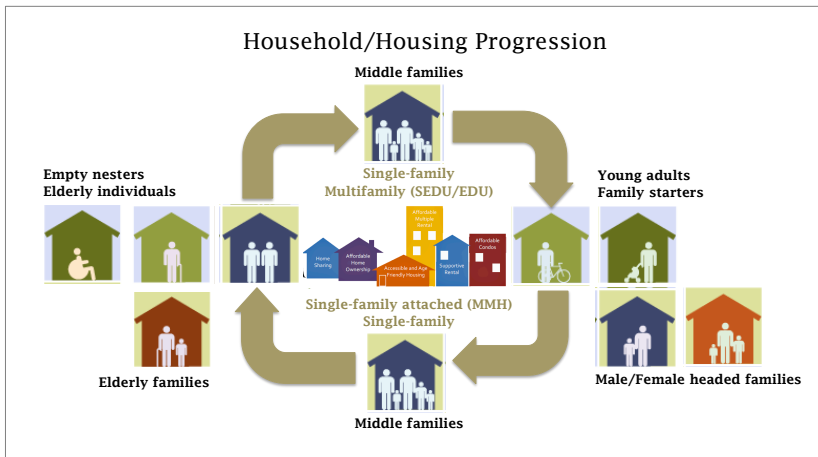 Household/Housing Progression
Middle families
Single-family
Multifamily (SEDU/EDU)
Empty nesters
Elderly individuals
Young adults
Family starters
Home
Sharing
Affordable
Home
Ownership
Affordable
Multiple
Rental
Accessible and Age
Friendly Housing
Supportive
Rental
Affordable
Condos
Single-family attached (MMH)
Single-family
Elderly families
Male/Female headed families
Middle families